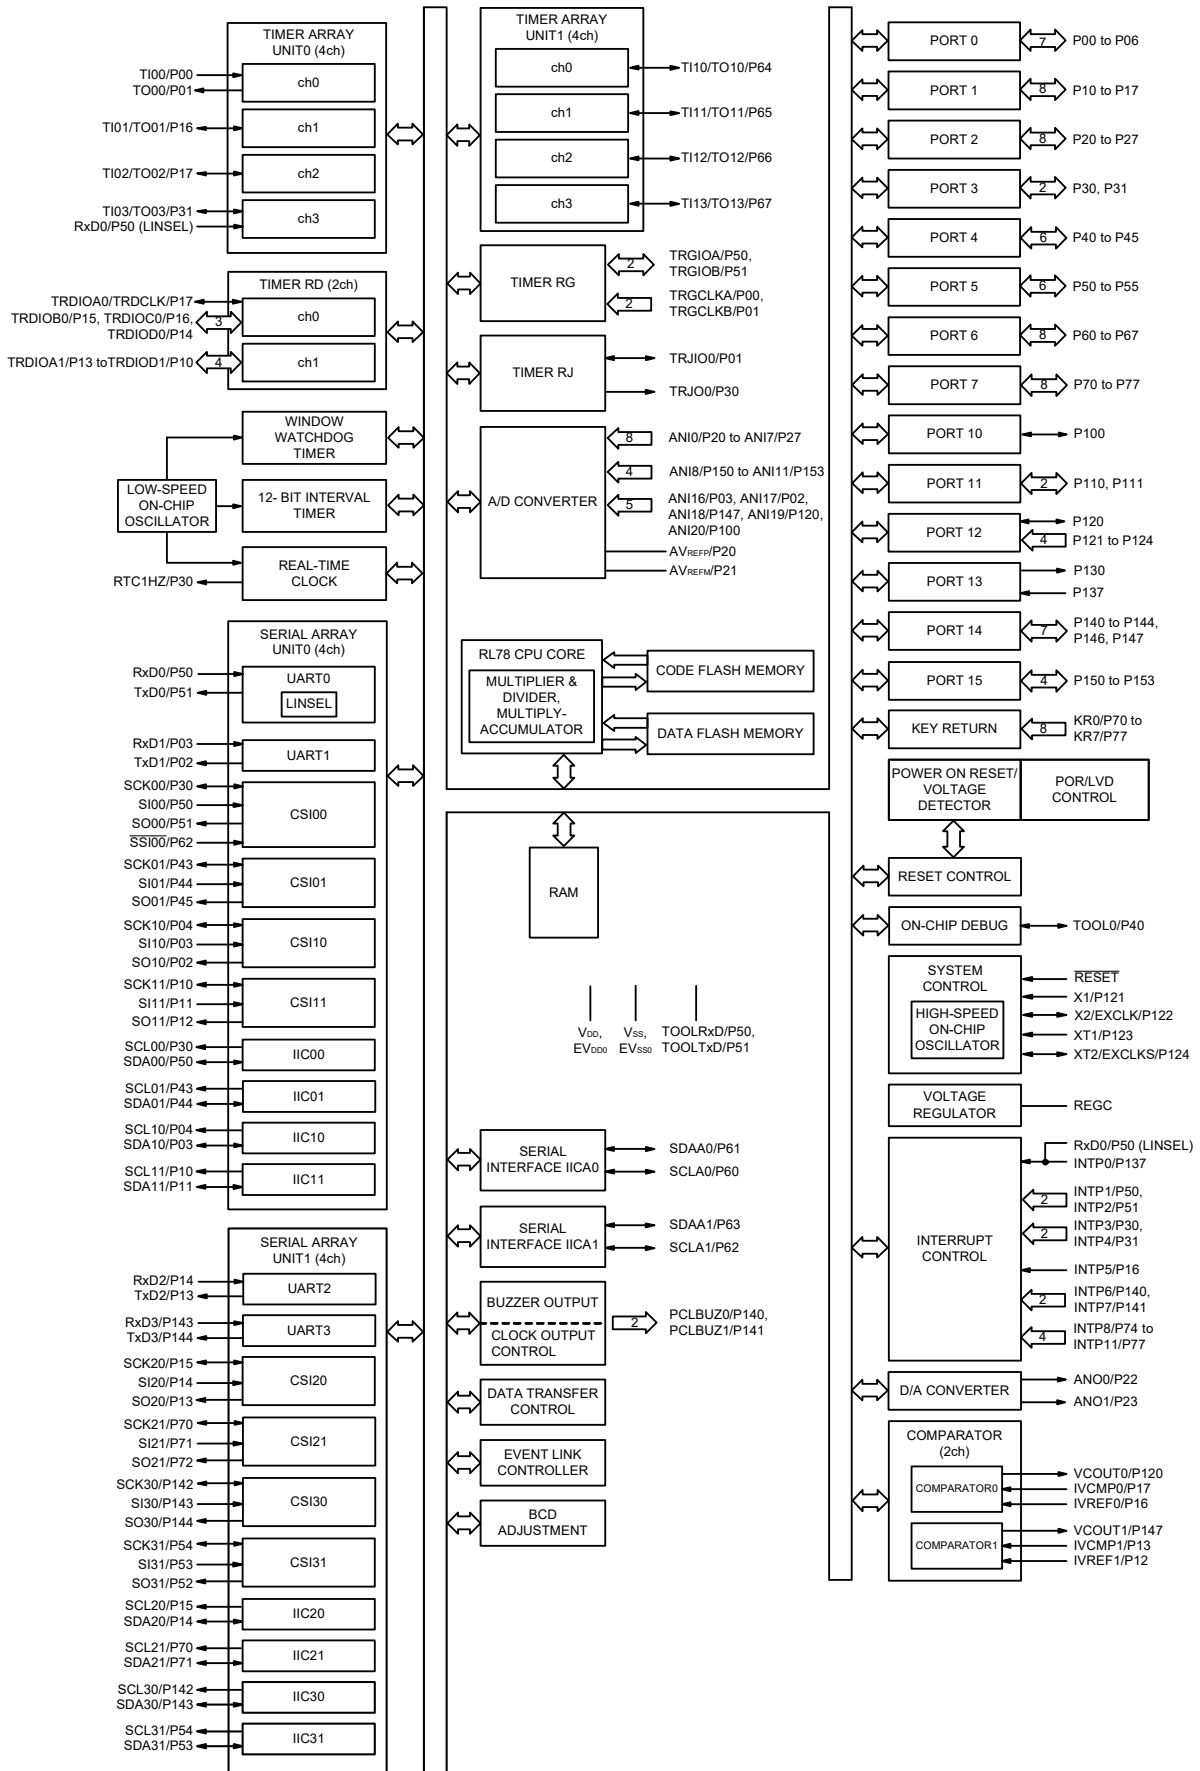 TIMER ARRAY
UNIT0 (4ch)
TI00/P00
TO00/P01
ch0
TI01/TO01/P16
ch1
TI02/TO02/P17
ch2
TI03/TO03/P31
RxD0/P50 (LINSEL)
ch3
TIMER RD (2ch)
TRDIOA0/TRDCLK/P17
TRDIOB0/P15, TRDIOC0/P16,
TRDIOD0/P14
3
ch0
TRDIOA1/P13 toTRDIOD1/P10
4
ch1
WINDOW
WATCHDOG
TIMER
LOW-SPEED
ON-CHIP
OSCILLATOR
12- BIT INTERVAL
TIMER
REAL-TIME
CLOCK
RTC1HZ/P30
SERIAL ARRAY
UNIT0 (4ch)
RxD0/P50
TxD0/P51
UART0
LINSEL
RxD1/P03
TxD1/P02
UART1
SCK00/P30
SI00/P50
SO00/P51
SSI00/P62
CSI00
SCK01/P43
SI01/P44
SO01/P45
CSI01
SCK10/P04
SI10/P03
SO10/P02
CSI10
SCK11/P10
SI11/P11
SO11/P12
CSI11
SCL00/P30
SDA00/P50
IIC00
SCL01/P43
SDA01/P44
IIC01
SCL10/P04
SDA10/P03
IIC10
SCL11/P10
SDA11/P11
IIC11
SERIAL ARRAY
UNIT1 (4ch)
RxD2/P14
TxD2/P13
UART2
RxD3/P143
TxD3/P144
UART3
SCK20/P15
SI20/P14
SO20/P13
CSI20
SCK21/P70
SI21/P71
SO21/P72
CSI21
SCK30/P142
SI30/P143
SO30/P144
CSI30
SCK31/P54
SI31/P53
SO31/P52
CSI31
SCL20/P15
SDA20/P14
IIC20
SCL21/P70
SDA21/P71
IIC21
SCL30/P142
SDA30/P143
IIC30
SCL31/P54
SDA31/P53
IIC31
TIMER ARRAY
UNIT1 (4ch)
ch0
TI10/TO10/P64
ch1
TI11/TO11/P65
ch2
TI12/TO12/P66
ch3
TI13/TO13/P67
TIMER RG
2
TRGIOA/P50,
TRGIOB/P51
2
TRGCLKA/P00,
TRGCLKB/P01
TIMER RJ
TRJIO0/P01
TRJO0/P30
A/D CONVERTER
8
ANI0/P20 to ANI7/P27
4
ANI8/P150 to ANI11/P153
5
ANI16/P03, ANI17/P02,
ANI18/P147, ANI19/P120,
ANI20/P100
AVREFP/P20
AVREFM/P21
RL78 CPU CORE
MULTIPLIER &
DIVIDER,
MULTIPLY-
ACCUMULATOR
CODE FLASH MEMORY
DATA FLASH MEMORY
RAM
VDD,
EVDD0
VSS,
EVSS0
TOOLRxD/P50,
TOOLTxD/P51
SERIAL
INTERFACE IICA0
SDAA0/P61
SCLA0/P60
SERIAL
INTERFACE IICA1
SDAA1/P63
SCLA1/P62
BUZZER OUTPUT
CLOCK OUTPUT
CONTROL
2
PCLBUZ0/P140,
PCLBUZ1/P141
DATA TRANSFER
CONTROL
EVENT LINK
CONTROLLER
BCD
ADJUSTMENT
PORT 0
7
P00 to P06
PORT 1
8
P10 to P17
PORT 2
8
P20 to P27
PORT 3
2
P30, P31
PORT 4
6
P40 to P45
PORT 5
6
P50 to P55
PORT 6
8
P60 to P67
PORT 7
8
P70 to P77
PORT 10
P100
PORT 11
2
P110, P111
PORT 12
P120
4
P121 to P124
PORT 13
P130
P137
PORT 14
7
P140 to P144,
P146, P147
PORT 15
4
P150 to P153
KEY RETURN
8
KR0/P70 to
KR7/P77
POWER ON RESET/
VOLTAGE
DETECTOR
POR/LVD
CONTROL
RESET CONTROL
ON-CHIP DEBUG
TOOL0/P40
SYSTEM
CONTROL
HIGH-SPEED
ON-CHIP
OSCILLATOR
RESET
X1/P121
X2/EXCLK/P122
XT1/P123
XT2/EXCLKS/P124
VOLTAGE
REGULATOR
REGC
INTERRUPT
CONTROL
RxD0/P50 (LINSEL)
INTP0/P137
2
INTP1/P50,
INTP2/P51
2
INTP3/P30,
INTP4/P31
INTP5/P16
2
INTP6/P140,
INTP7/P141
4
INTP8/P74 to
INTP11/P77
D/A CONVERTER
ANO0/P22
ANO1/P23
COMPARATOR
(2ch)
COMPARATOR0
VCOUT0/P120
IVCMP0/P17
IVREF0/P16
COMPARATOR1
VCOUT1/P147
IVCMP1/P13
IVREF1/P12